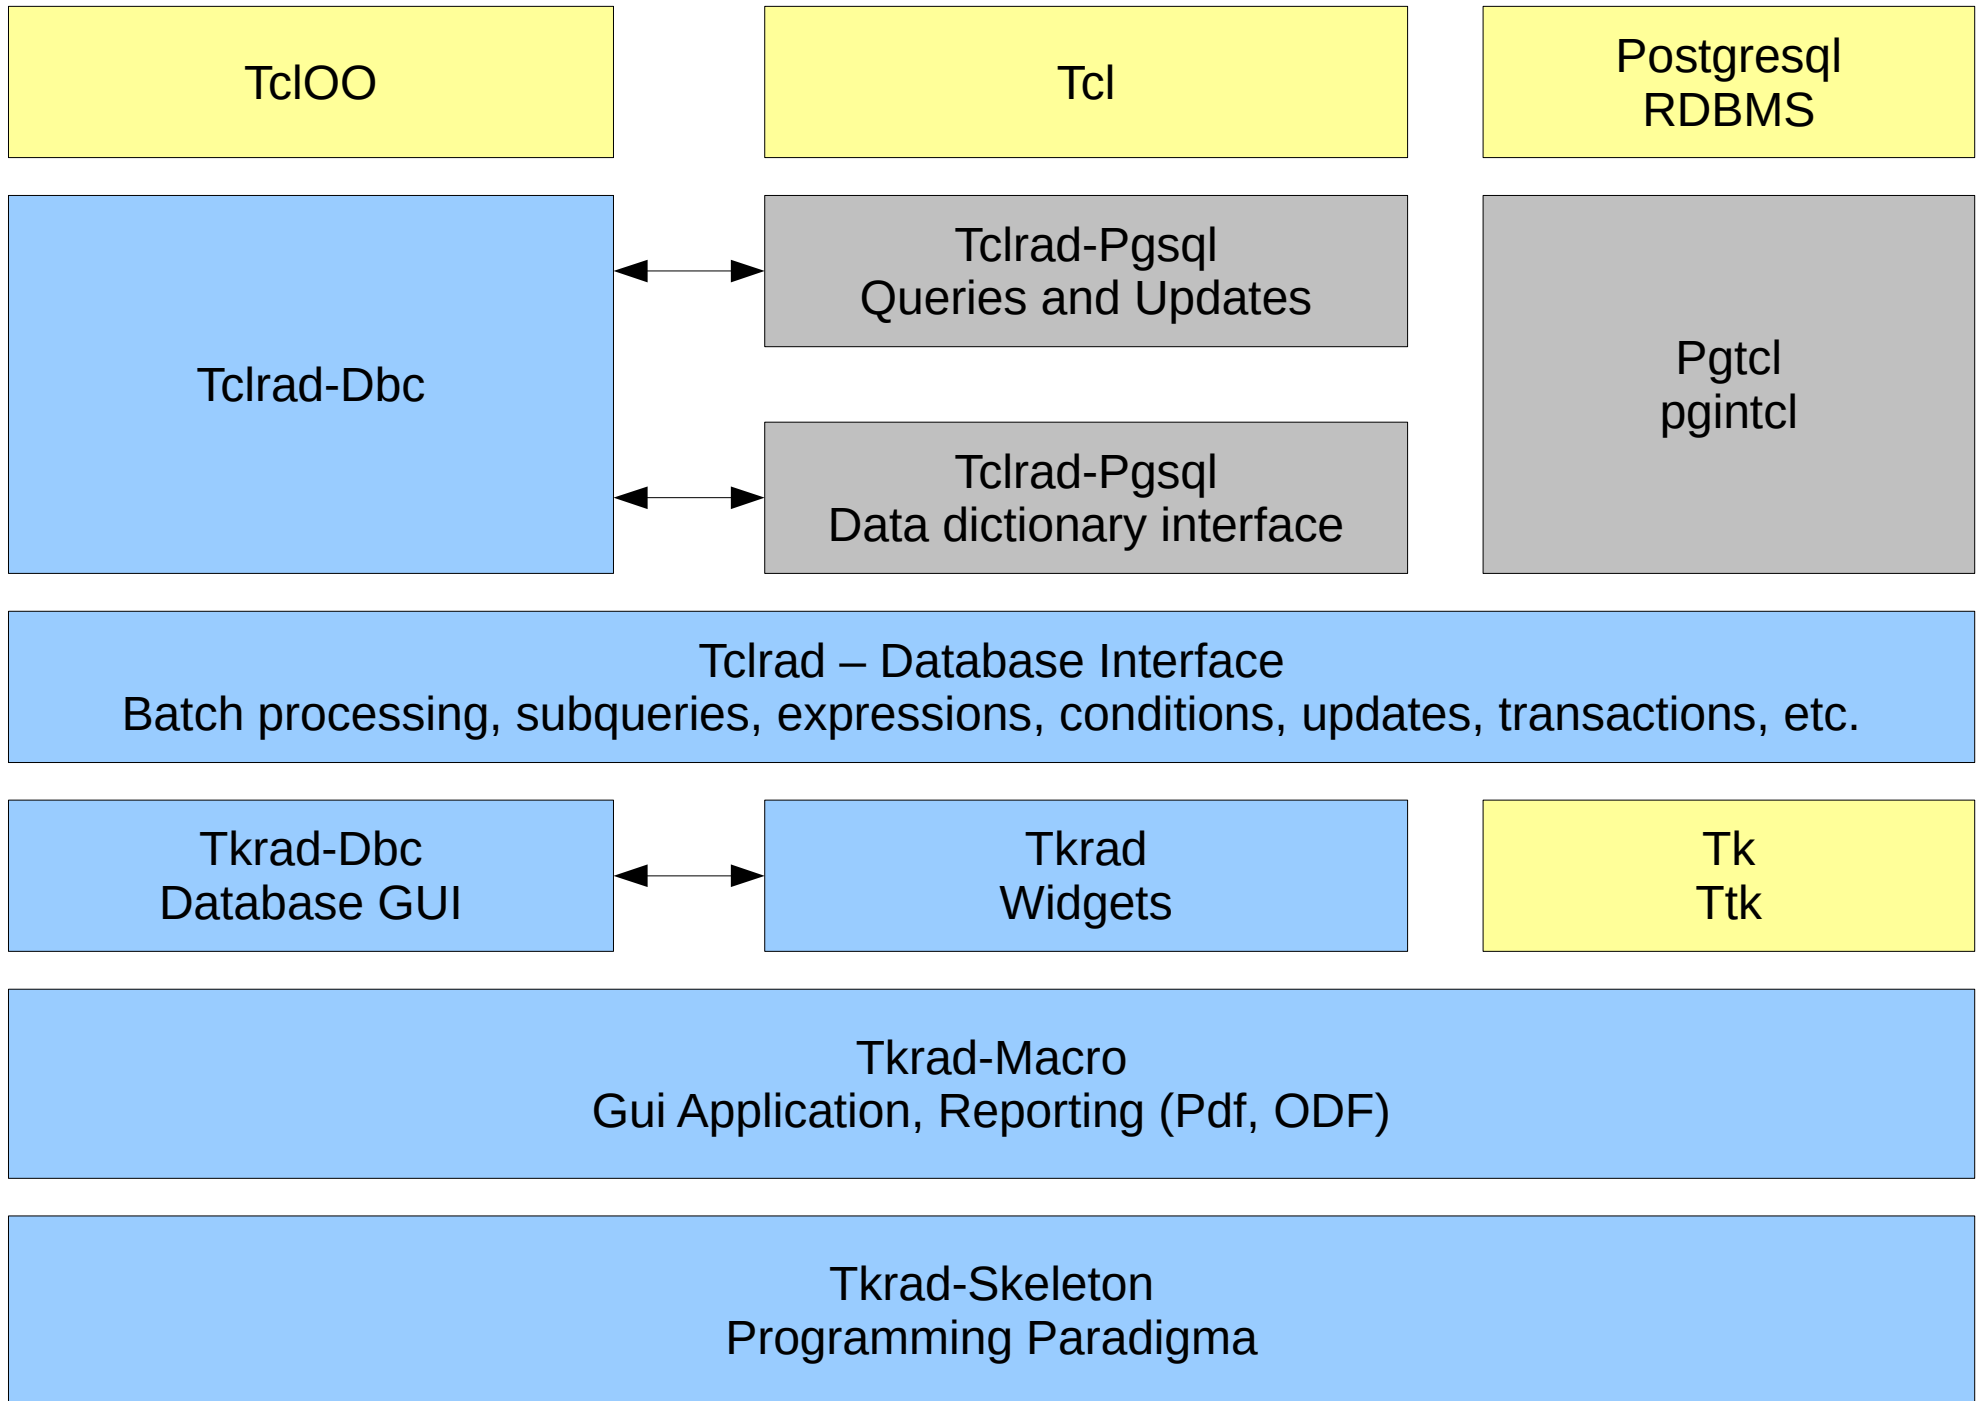 TclOO
Tcl
Postgresql
RDBMS
Tclrad-Dbc
Tclrad-Pgsql
Queries and Updates
Tclrad-Pgsql
Data dictionary interface
Pgtcl
pgintcl
Tclrad – Database Interface
Batch processing, subqueries, expressions, conditions, updates, transactions, etc.
Tkrad-Dbc
Database GUI
Tkrad
Widgets
Tk
Ttk
Tkrad-Macro
Gui Application, Reporting (Pdf, ODF)
Tkrad-Skeleton
Programming Paradigma